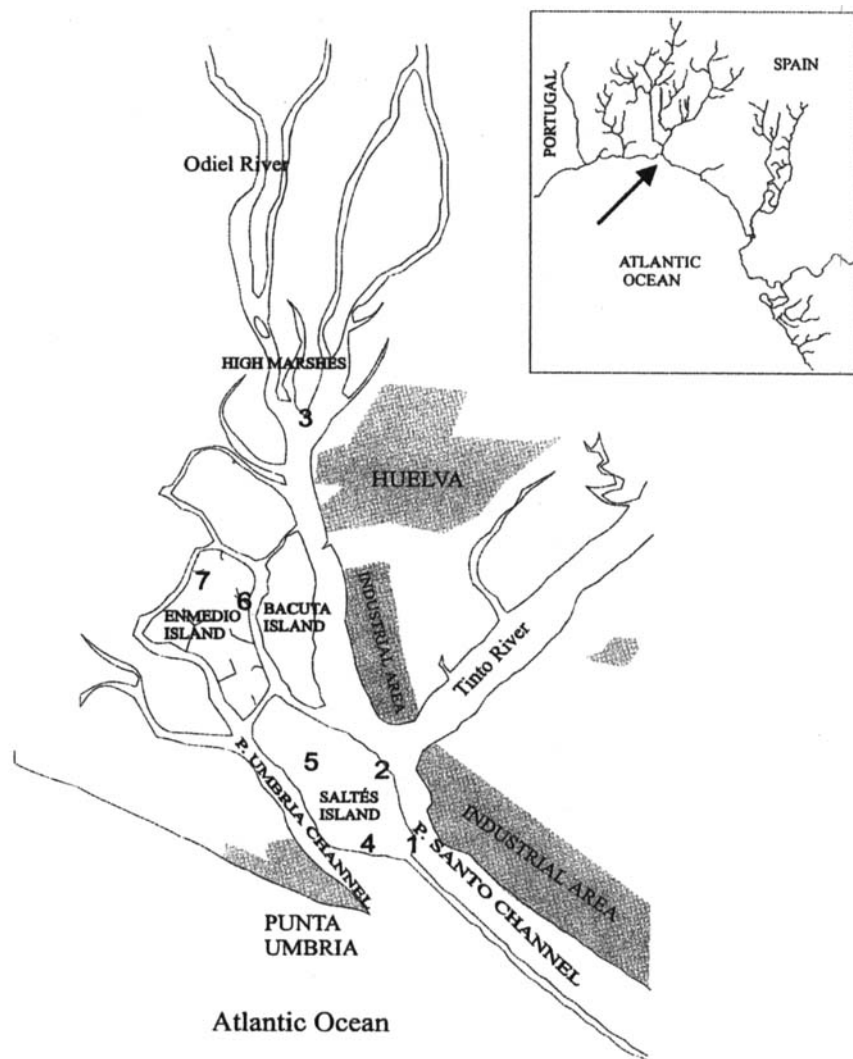 SPAIN
PORTUGAL
ATLANTIC
OCEAN
Odiel River
HIGH MARSHES
3
HUELVA
7
6
ENMEDIO
ISLAND
BACUTA
ISLAND
INDUSTRIAL AREA
Tinto River
5
2
SALTÉS
ISLAND
P. UMBRIA CHANNEL
4
1
P. SANTO CHANNEL
INDUSTRIAL AREA
PUNTA
UMBRIA
Atlantic Ocean